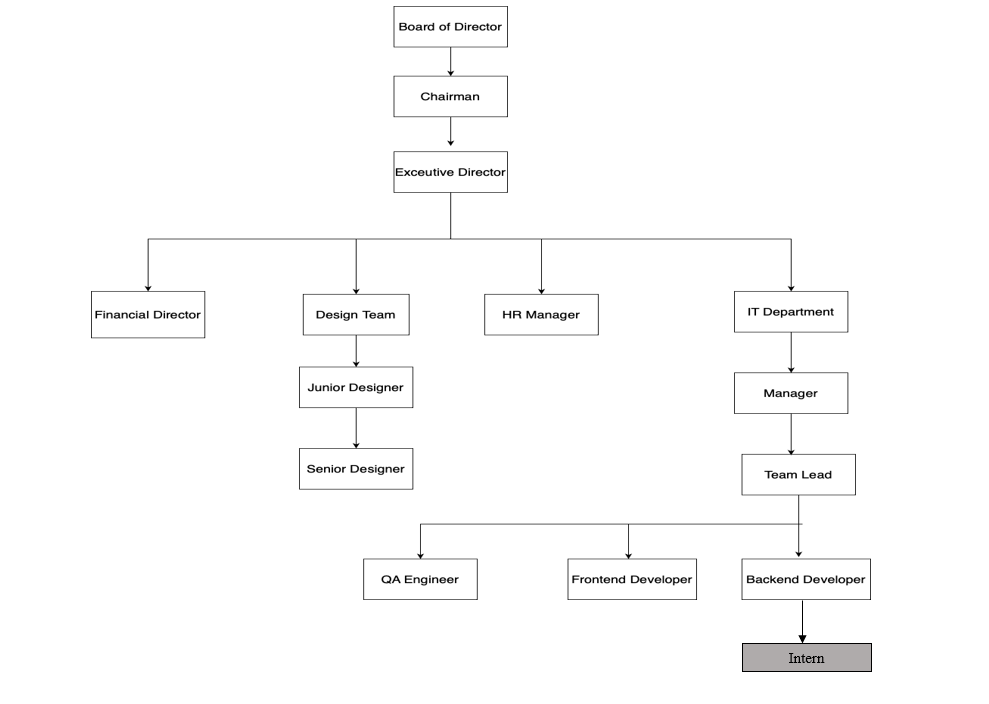 Board of Director
Chairman
Exceutive Director
Financial Director
Design Team
HR Manager
IT Department
Junior Designer
Manager
Senior Designer
Team Lead
QA Engineer
Frontend Developer
Backend Developer
Intern